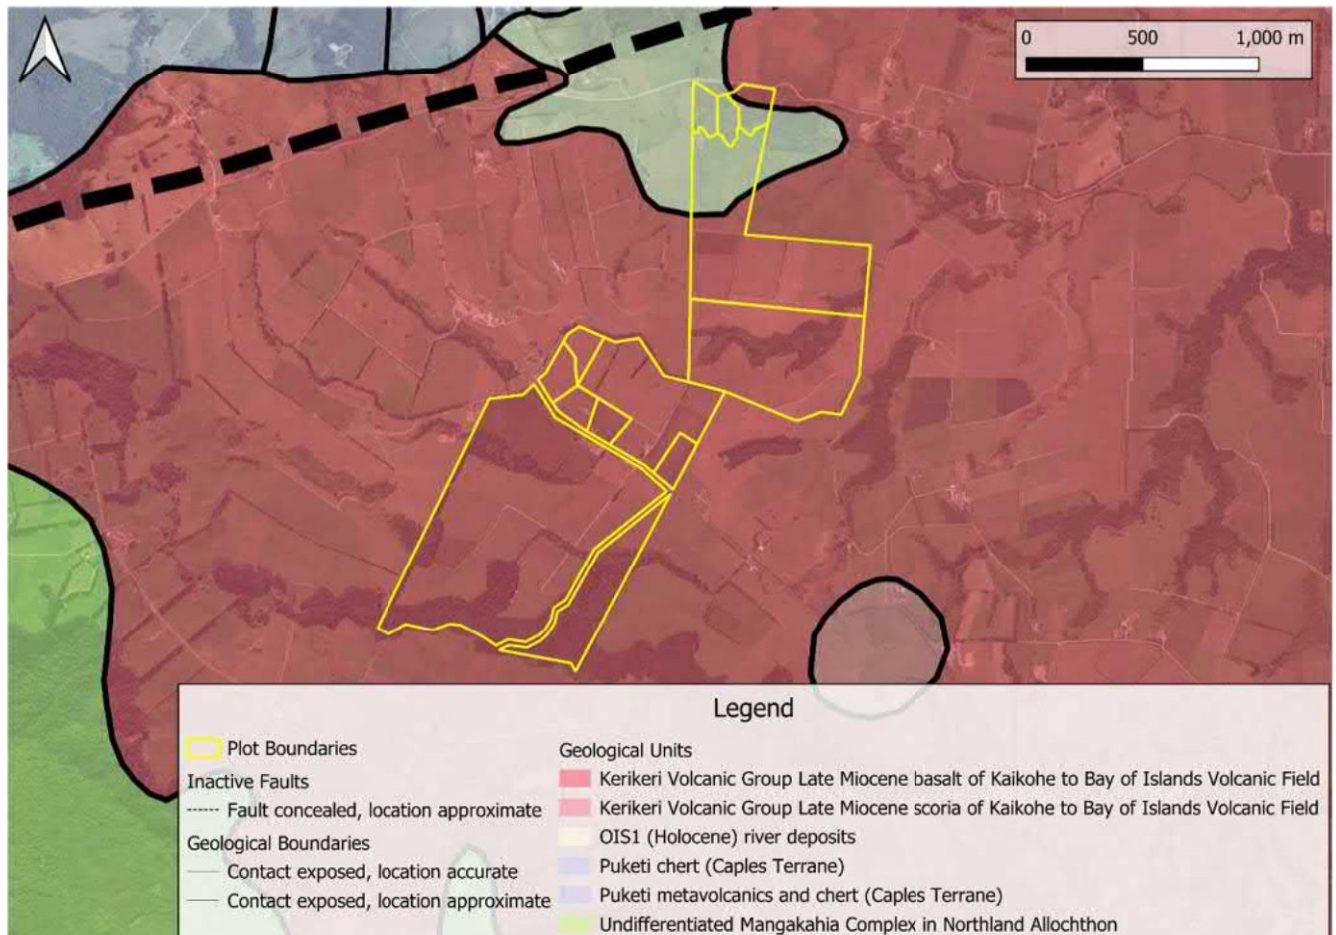 0 500 1,000 m
Legend
Plot Boundaries
Inactive Faults
Fault concealed, location approximate
Geological Boundaries
Contact exposed, location accurate
Contact exposed, location approximate
Geological Units
Kerikeri Volcanic Group Late Miocene basalt of Kaikohe to Bay of Islands Volcanic Field
Kerikeri Volcanic Group Late Miocene scoria of Kaikohe to Bay of Islands Volcanic Field
OIS1 (Holocene) river deposits
Puketi chert (Caples Terrane)
Puketi metavolcanics and chert (Caples Terrane)
Undifferentiated Mangakahia Complex in Northland Allochthon